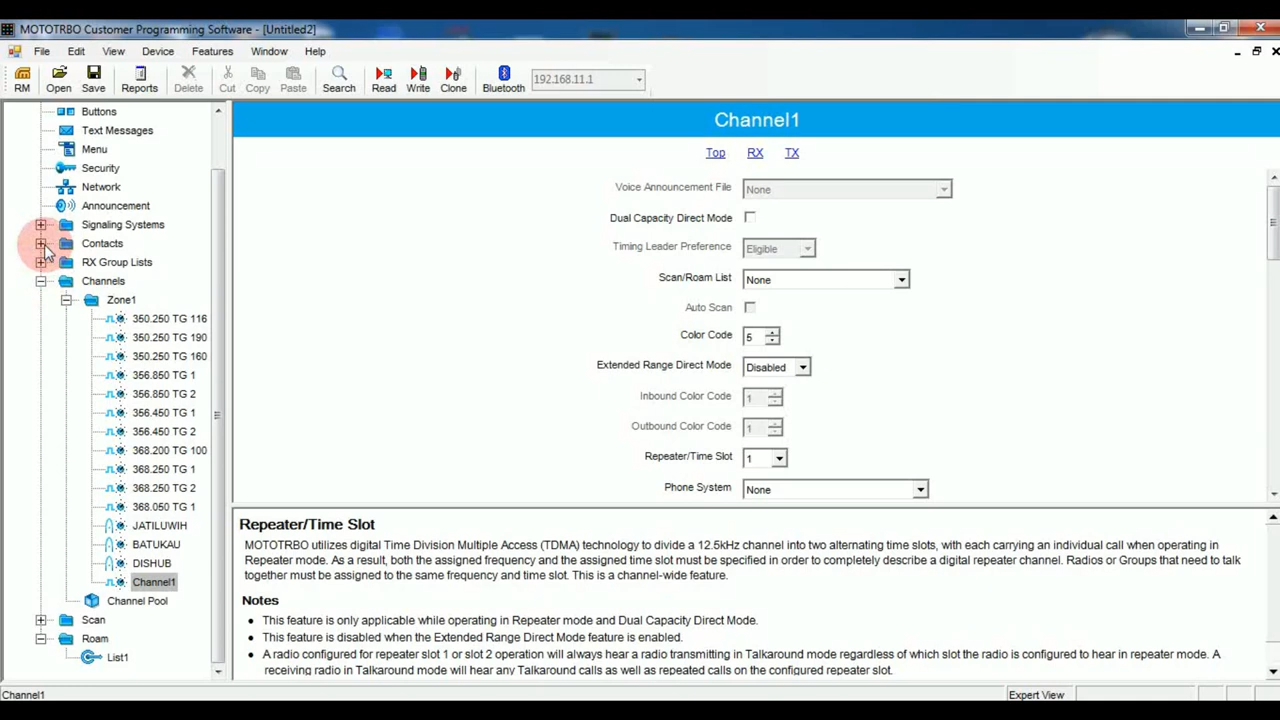 MOTOTRBO Customer Programming Software - [Untitled2]
File Edit View Device Features Window Help
RM Open Save Reports Delete Cut Copy Paste Search Read Write Clone Bluetooth 192.168.11.1
Buttons
Text Messages
Menu
Security
Network
Announcement
Signaling Systems
Contacts
RX Group Lists
Channels
Zone1
350.250 TG 116
350.250 TG 190
350.250 TG 160
356.850 TG 1
356.850 TG 2
356.450 TG 1
356.450 TG 2
368.200 TG 100
368.250 TG 1
368.250 TG 2
368.050 TG 1
JATILUWIH
BATUKAU
DISHUB
Channel1
Channel Pool
Scan
Roam
List1
Channel1
Top RX TX
Voice Announcement File None
Dual Capacity Direct Mode
Timing Leader Preference Eligible
Scan/Roam List None
Auto Scan
Color Code 5
Extended Range Direct Mode Disabled
Inbound Color Code 1
Outbound Color Code 1
Repeater/Time Slot 1
Phone System None
Repeater/Time Slot
MOTOTRBO utilizes digital Time Division Multiple Access (TDMA) technology to divide a 12.5kHz channel into two alternating time slots, with each carrying an individual call when operating in
Repeater mode. As a result, both the assigned frequency and the assigned time slot must be specified in order to completely describe a digital repeater channel. Radios or Groups that need to talk
together must be assigned to the same frequency and time slot. This is a channel-wide feature.
Notes
• This feature is only applicable while operating in Repeater mode and Dual Capacity Direct Mode.
• This feature is disabled when the Extended Range Direct Mode feature is enabled.
• A radio configured for repeater slot 1 or slot 2 operation will always hear a radio transmitting in Talkaround mode regardless of which slot the radio is configured to hear in repeater mode. A
receiving radio in Talkaround mode will hear any Talkaround calls as well as repeated calls on the configured repeater slot.
Channel1 Expert View